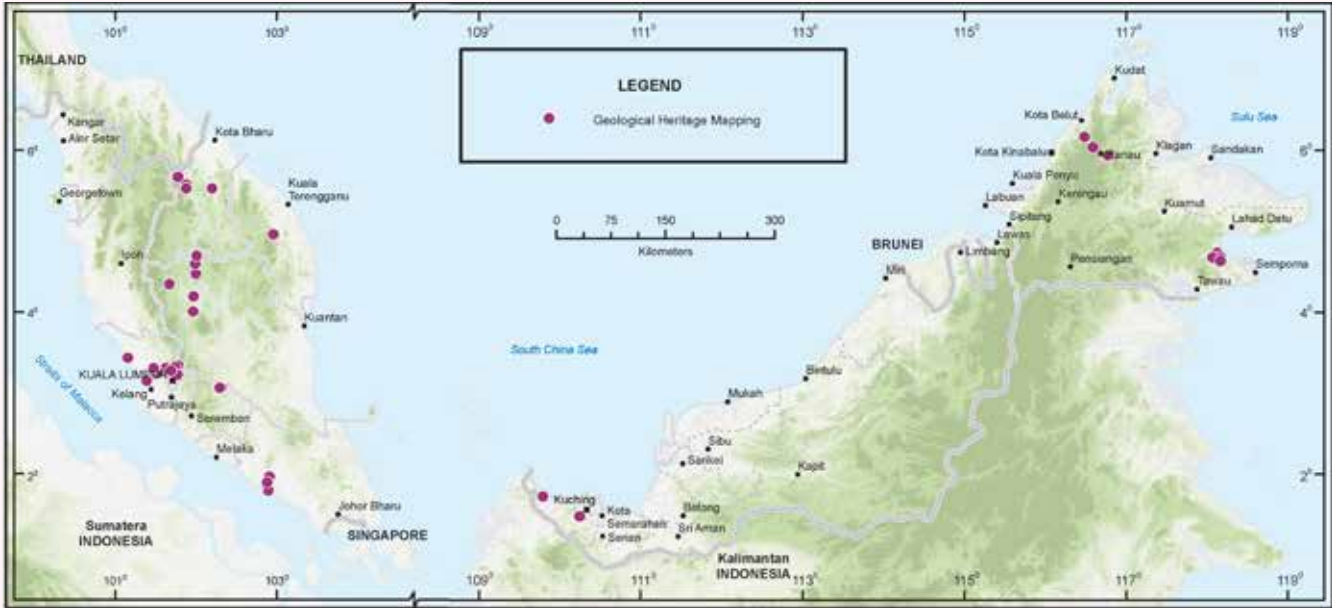 101° 103° 109° 111° 113° 115° 117° 119°
THAILAND
Kangar
Alor Setar
Kota Bharu
6°
Georgetown
Kuala
Terengganu
Ipoh
4°
Kuantan
KUALA LUMPUR
Kelang
Putrajaya
Seremban
Straits of Malacca
Melaka
2°
Johor Bharu
SINGAPORE
Sumatera
INDONESIA
101° 103°
LEGEND
Geological Heritage Mapping
0 75 150 300
Kilometers
South China Sea
BRUNEI
Kudat
Kota Belut
Sulu Sea
Kota Kinabalu
Ranau
Klagan
Sandakan
6°
Kuala Penyu
Labuan
Keningau
Kuamut
Sipitang
Lahad Datu
Lawas
Limbang
Pensiangan
Miri
Semporna
Tawau
4°
Bintulu
Mukah
Sibu
Sarikei
Kapit
2°
Kuching
Kota
Semarahan
Serian
Betong
Sri Aman
Kalimantan
INDONESIA
109° 111° 113° 115° 117° 119°